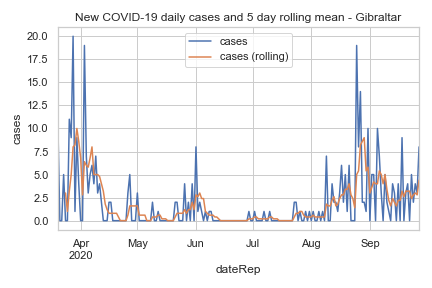 New COVID-19 daily cases and 5 day rolling mean - Gibraltar
cases
cases (rolling)
20.0
17.5
15.0
12.5
10.0
7.5
5.0
2.5
0.0
cases
Apr May Jun Jul Aug Sep
2020
dateRep